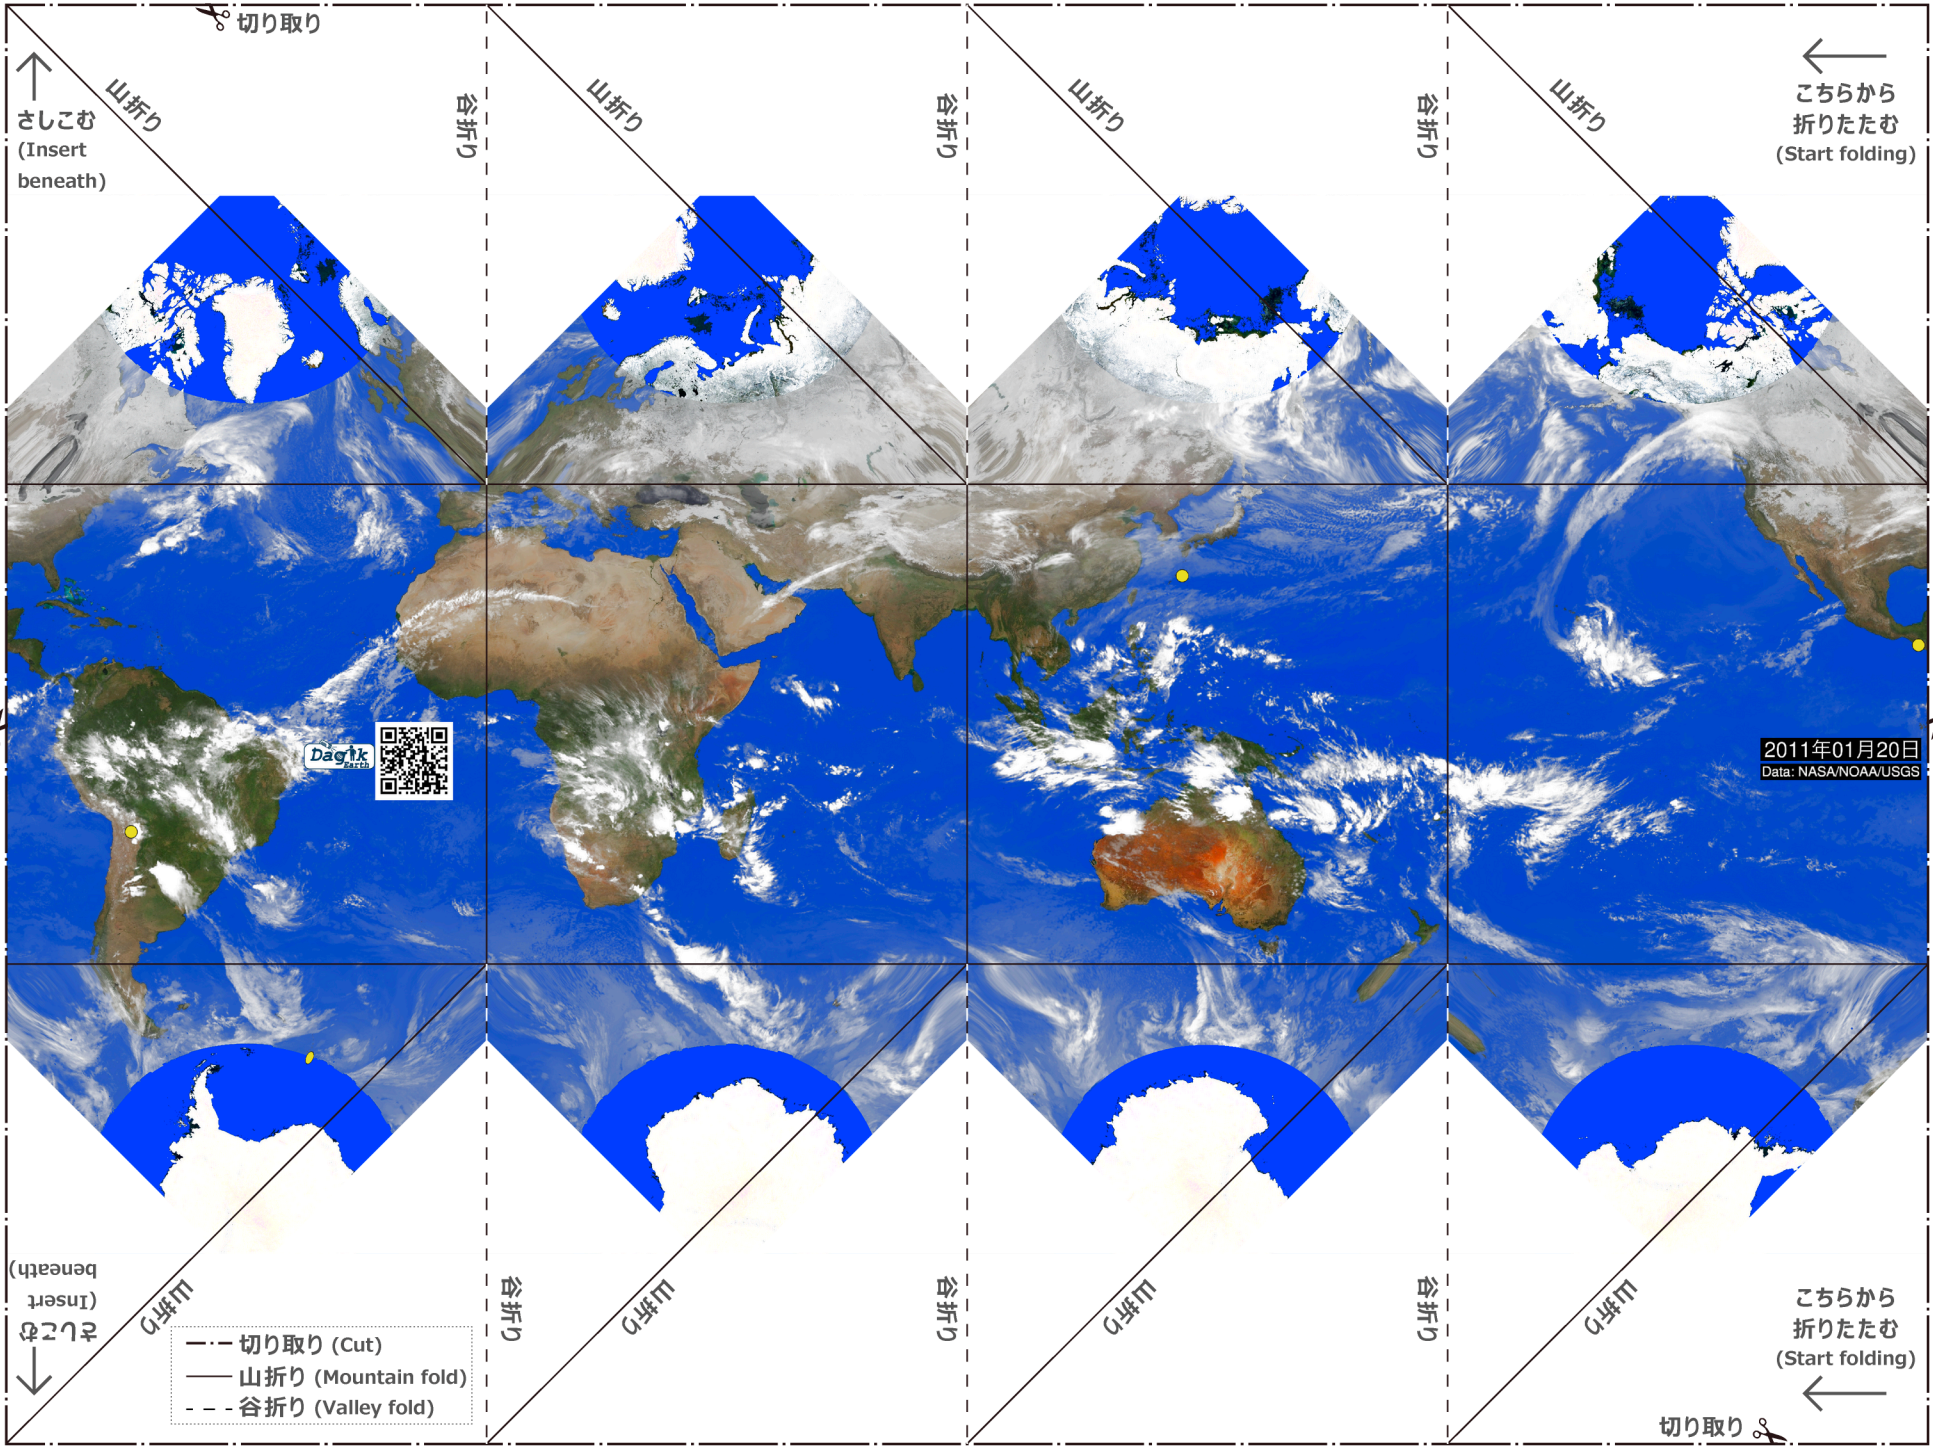 切り取り
さしこむ
(Insert
beneath)
山折り
谷折り
山折り
谷折り
山折り
谷折り
山折り
こちらから
折りたたむ
(Start folding)
Dagik
Earth
2011年01月20日
Data: NASA/NOAA/USGS
さしこむ
(Insert
beneath)
山折り
谷折り
山折り
谷折り
山折り
谷折り
山折り
こちらから
折りたたむ
(Start folding)
切り取り (Cut)
山折り (Mountain fold)
谷折り (Valley fold)
切り取り